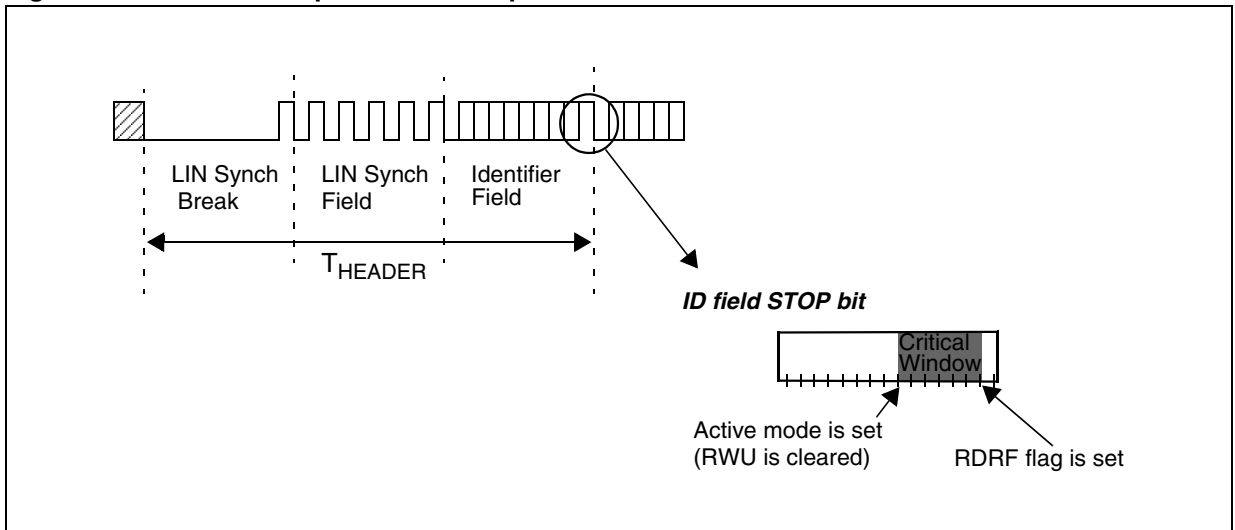 LIN Synch
Break
LIN Synch
Field
Identifier
Field
THEADER
ID field STOP bit
Critical
Window
Active mode is set
(RWU is cleared)
RDRF flag is set